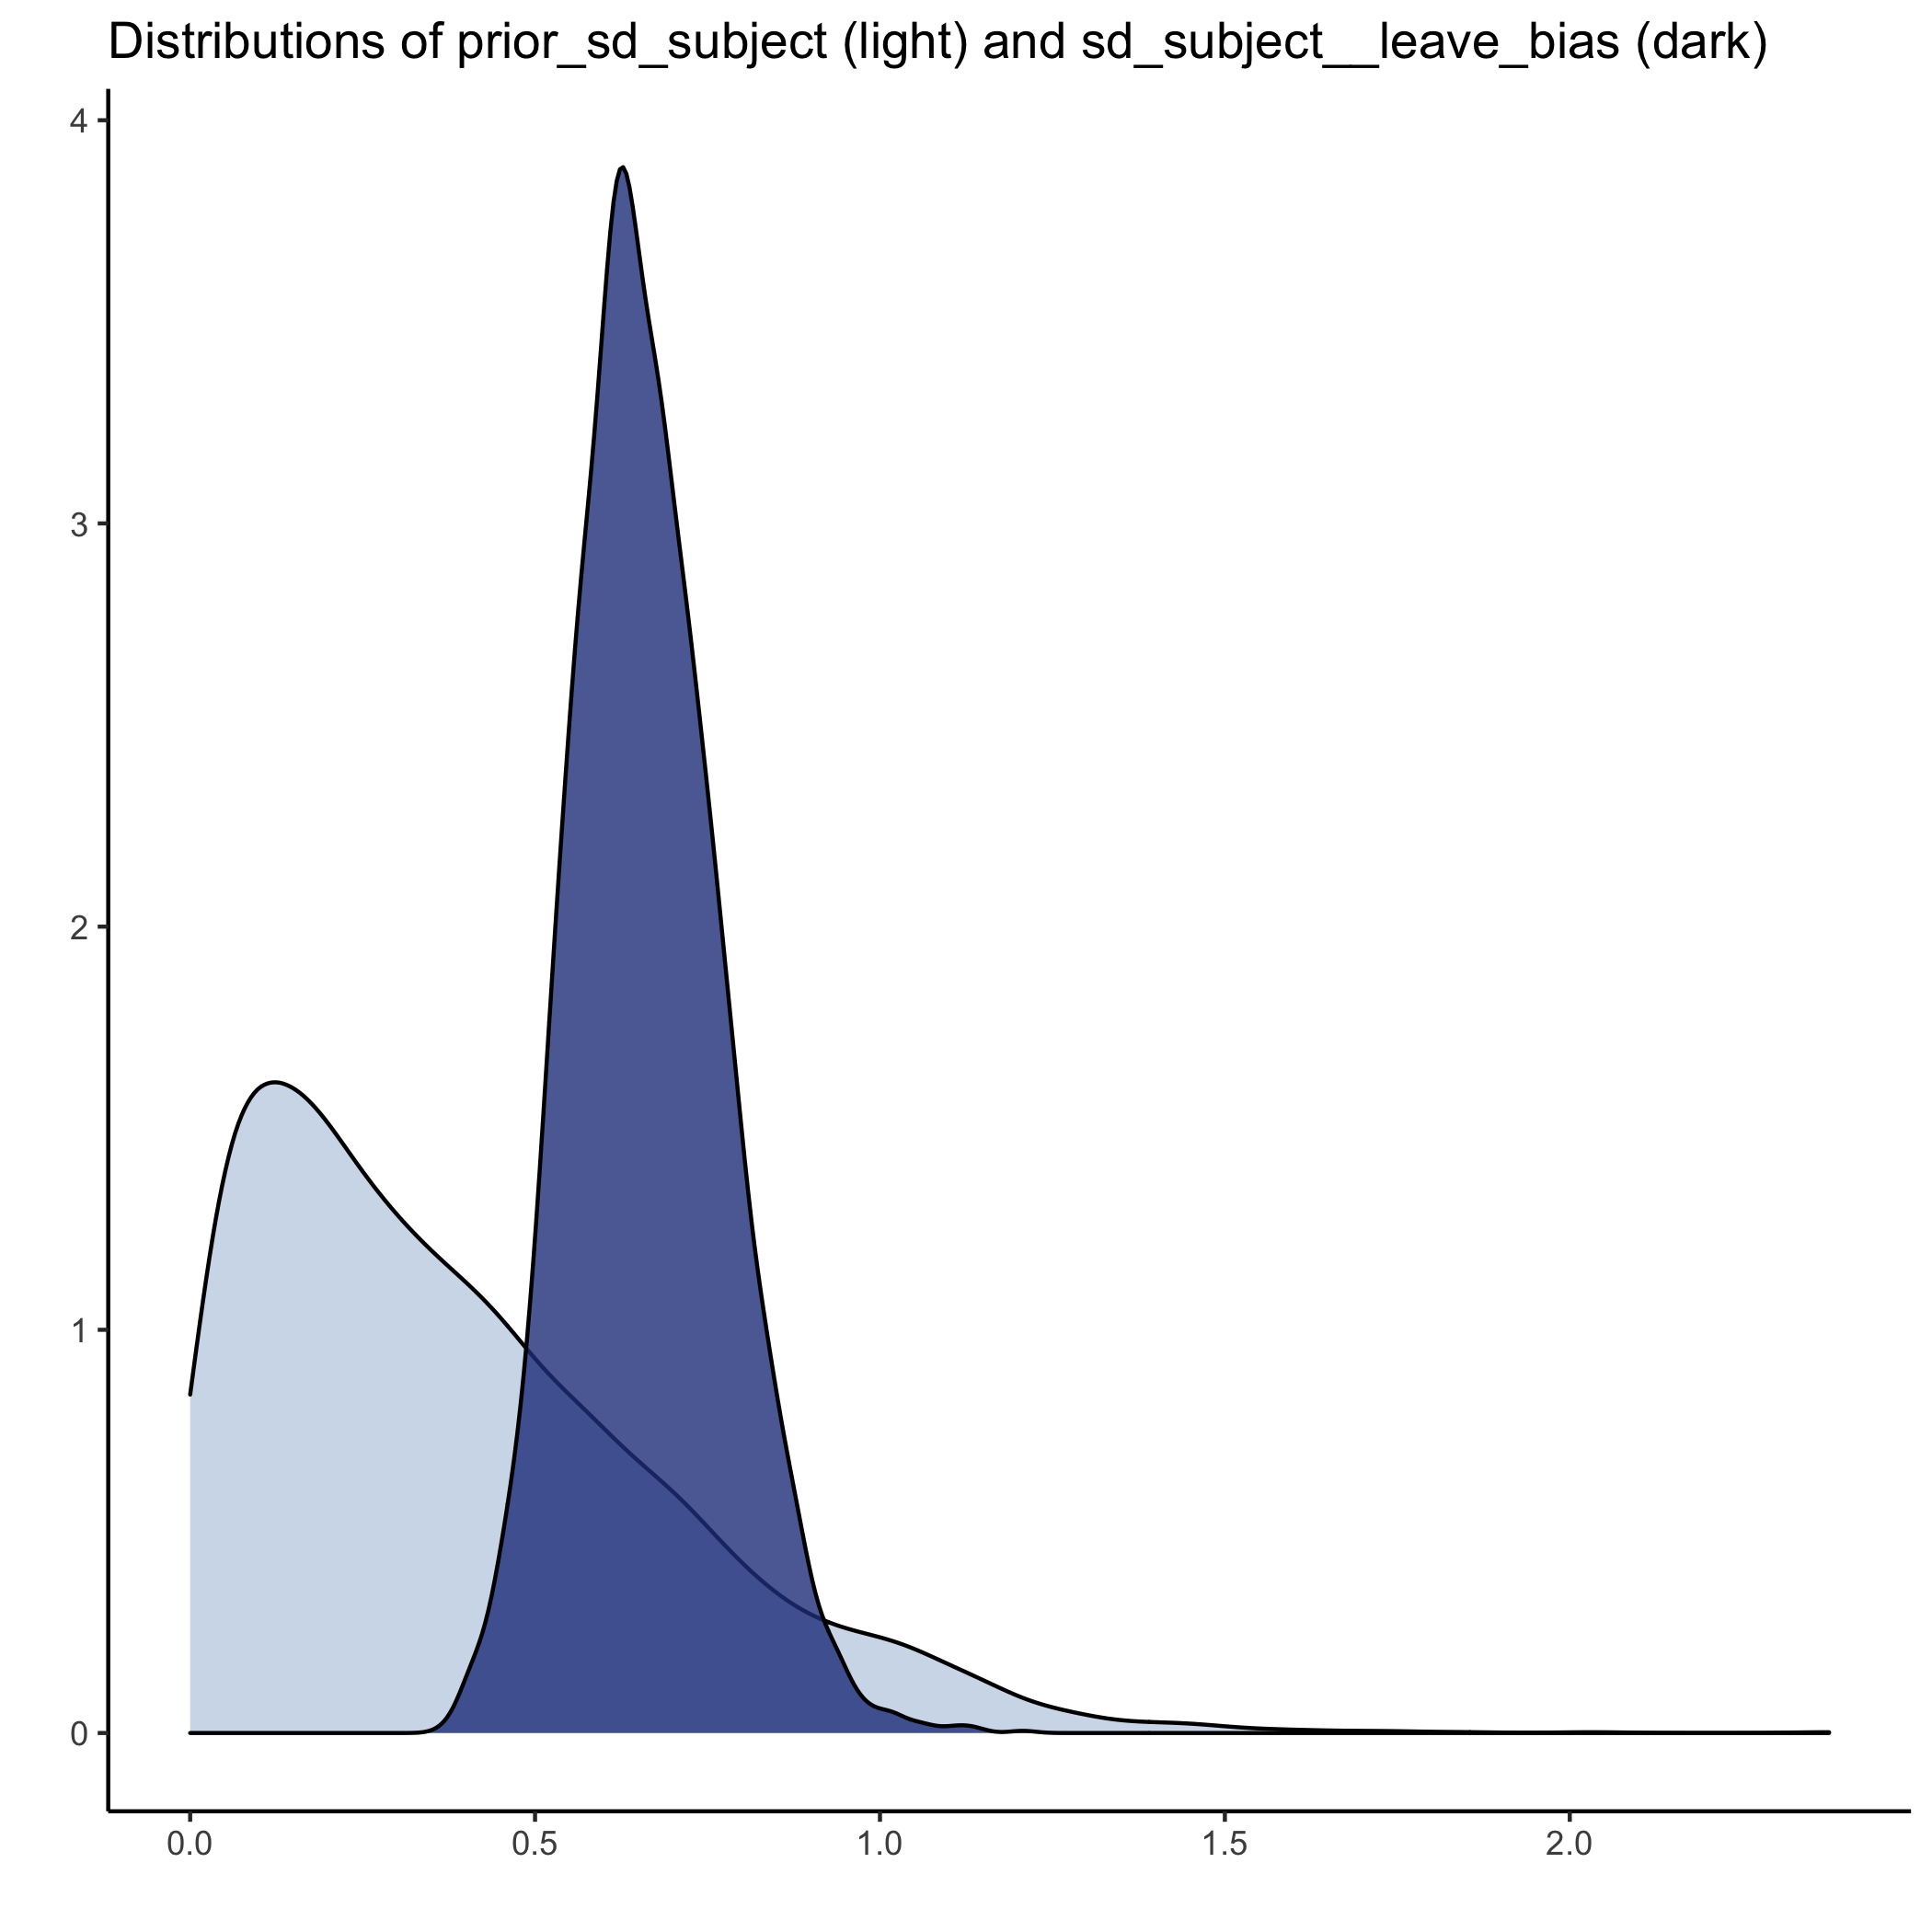 Distributions of prior_sd_subject (light) and sd_subject__leave_bias (dark)
4
3
2
1
0
0.0 0.5 1.0 1.5 2.0